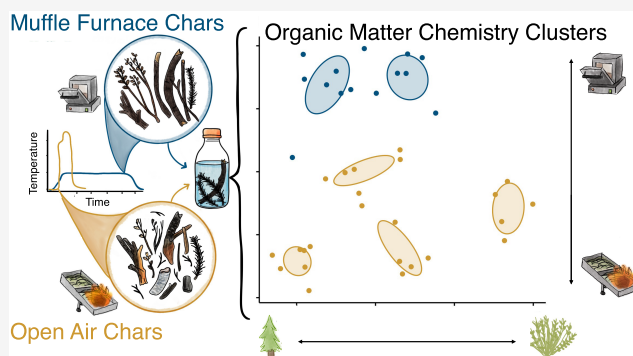 Muffle Furnace Chars
Organic Matter Chemistry Clusters
Temperature
Time
Open Air Chars